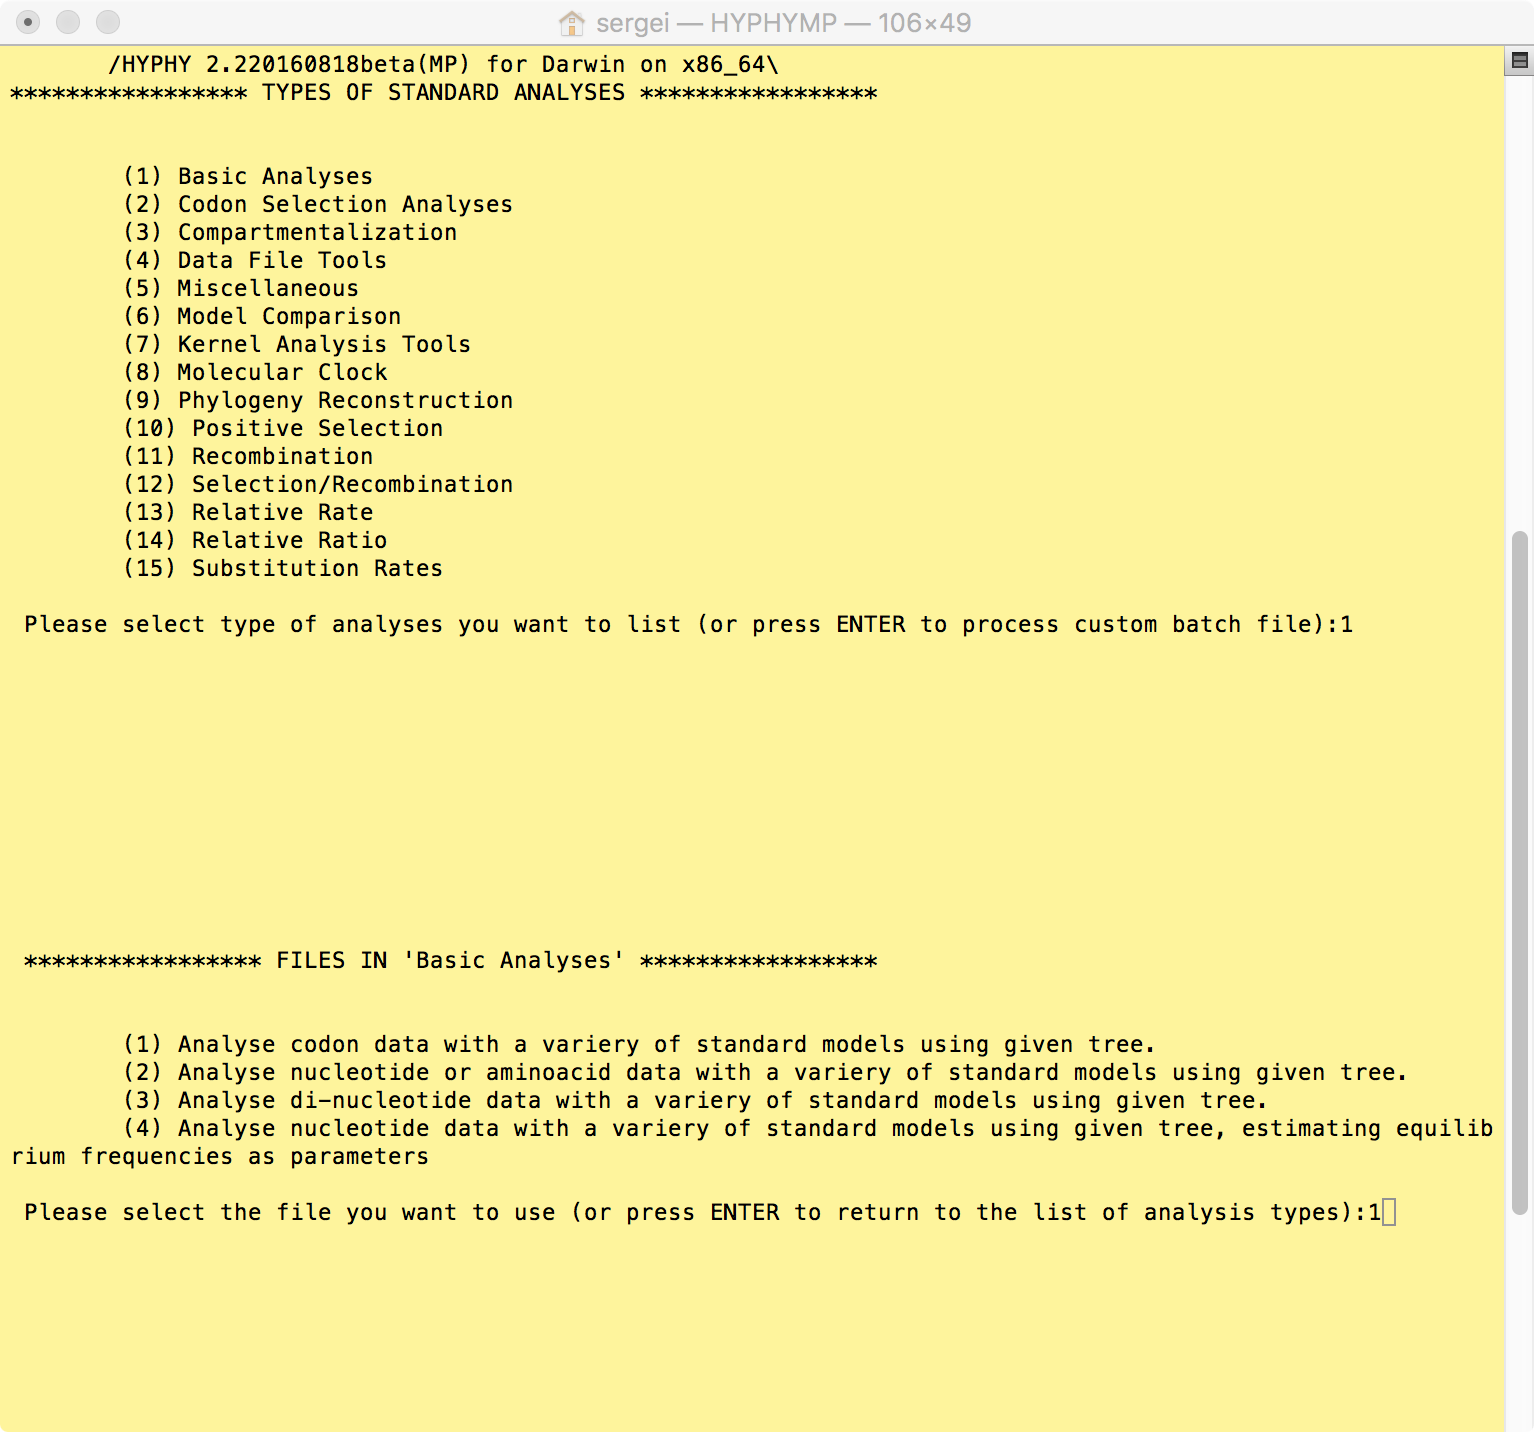 sergei — HYPHYMP — 106×49
/HYPHY 2.220160818beta(MP) for Darwin on x86_64\
***************** TYPES OF STANDARD ANALYSES *****************
(1) Basic Analyses
(2) Codon Selection Analyses
(3) Compartmentalization
(4) Data File Tools
(5) Miscellaneous
(6) Model Comparison
(7) Kernel Analysis Tools
(8) Molecular Clock
(9) Phylogeny Reconstruction
(10) Positive Selection
(11) Recombination
(12) Selection/Recombination
(13) Relative Rate
(14) Relative Ratio
(15) Substitution Rates
Please select type of analyses you want to list (or press ENTER to process custom batch file):1
***************** FILES IN 'Basic Analyses' *****************
(1) Analyse codon data with a variery of standard models using given tree.
(2) Analyse nucleotide or aminoacid data with a variery of standard models using given tree.
(3) Analyse di-nucleotide data with a variery of standard models using given tree.
(4) Analyse nucleotide data with a variery of standard models using given tree, estimating equilib
rium frequencies as parameters
Please select the file you want to use (or press ENTER to return to the list of analysis types):1